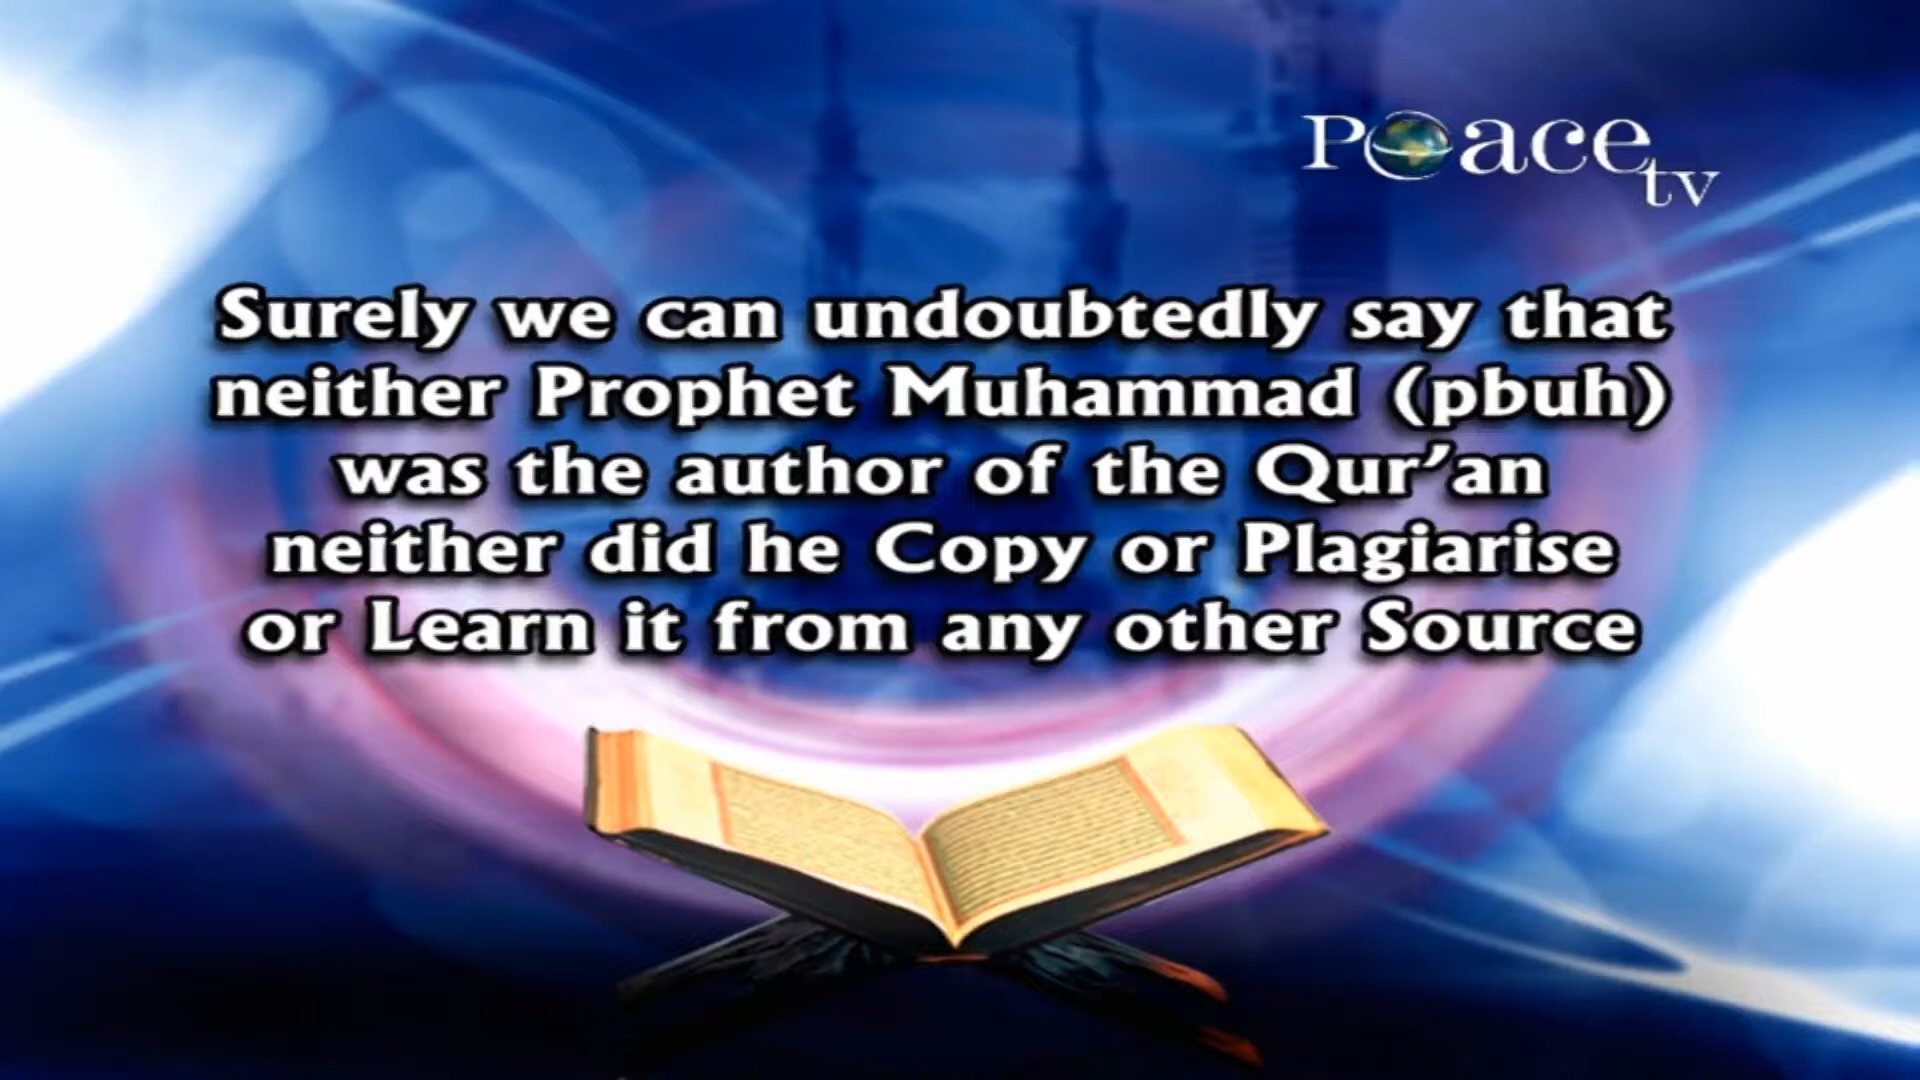 Peace tv
Surely we can undoubtedly say that
neither Prophet Muhammad (pbuh)
was the author of the Qur’an
neither did he Copy or Plagiarise
or Learn it from any other Source